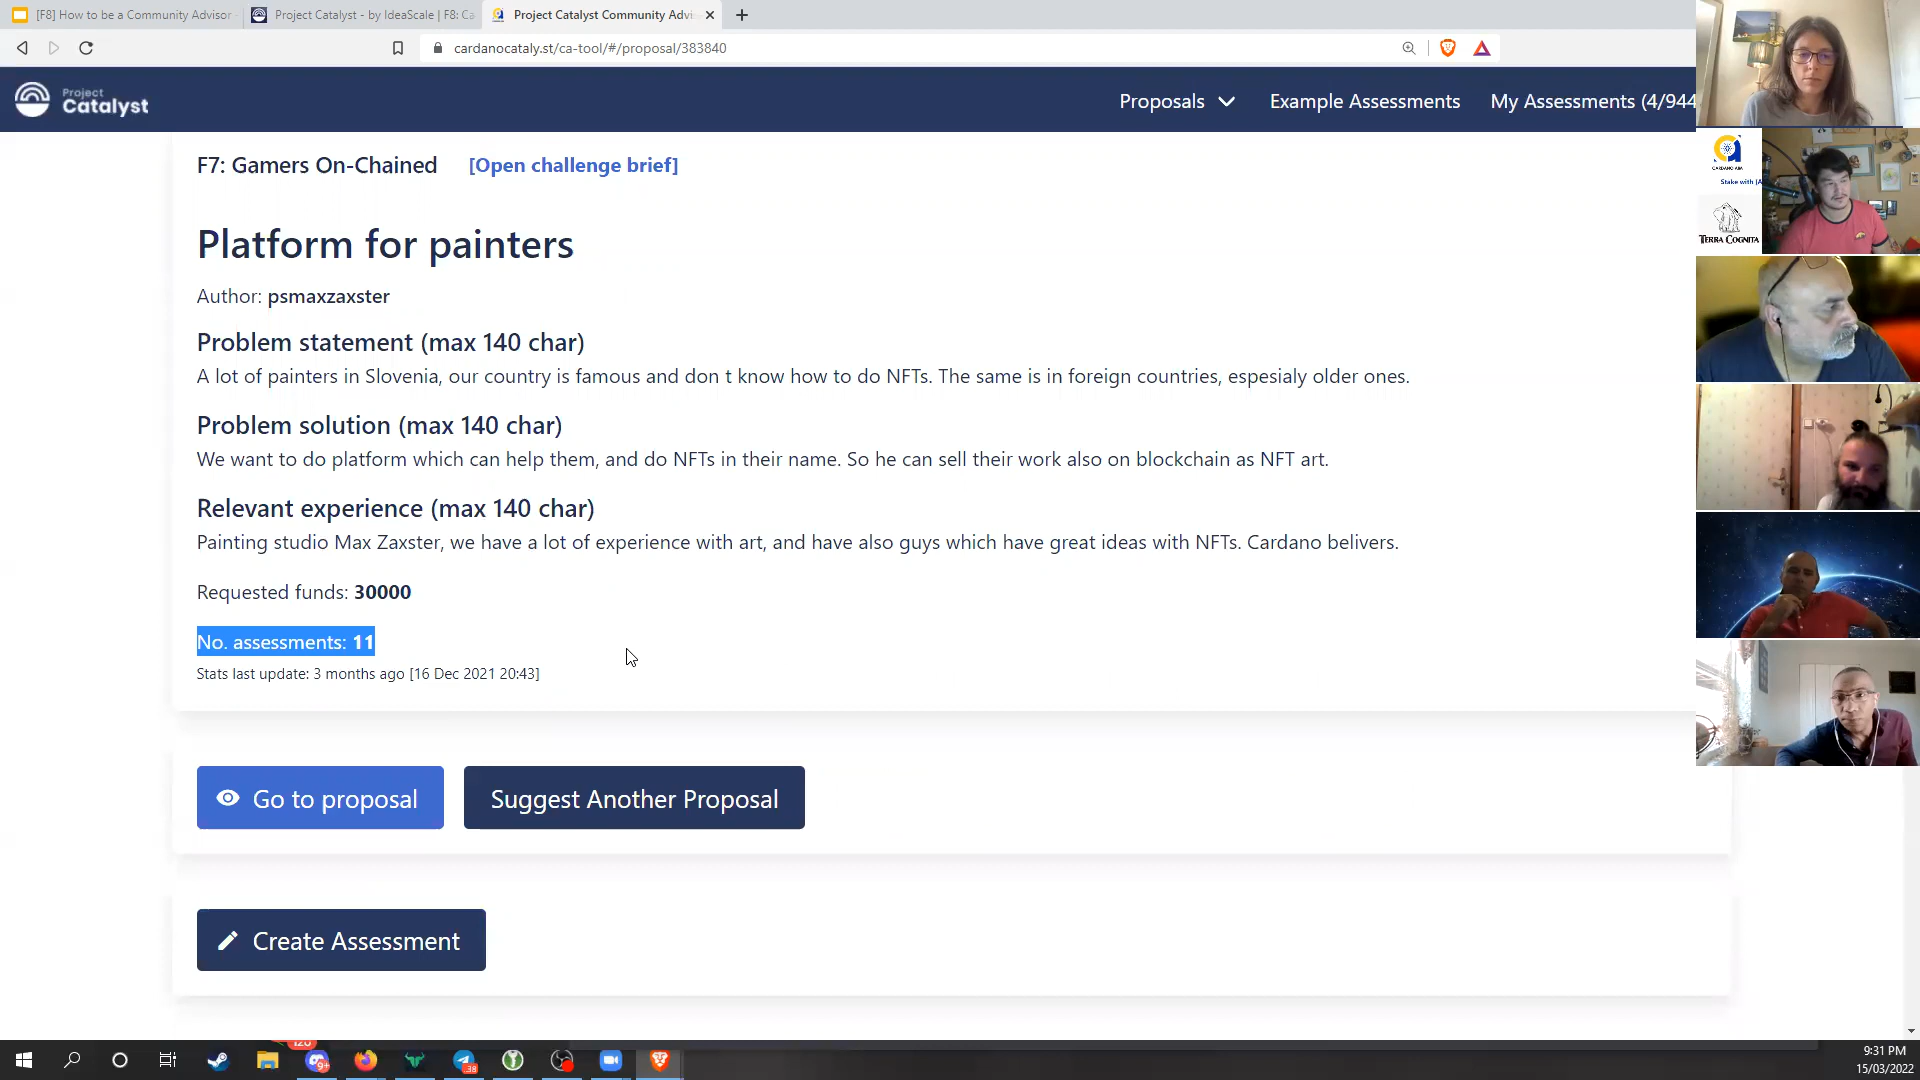 [F8] How to be a Community Advisor
Project Catalyst - by IdeaScale | F8: Ca
Project Catalyst Community Advis
cardanocataly.st/ca-tool/#/proposal/383840
Project
Catalyst
Proposals
Example Assessments
My Assessments (4/944
F7: Gamers On-Chained
[Open challenge brief]
Platform for painters
Author: psmaxzaxster
Problem statement (max 140 char)
A lot of painters in Slovenia, our country is famous and don t know how to do NFTs. The same is in foreign countries, espesialy older ones.
Problem solution (max 140 char)
We want to do platform which can help them, and do NFTs in their name. So he can sell their work also on blockchain as NFT art.
Relevant experience (max 140 char)
Painting studio Max Zaxster, we have a lot of experience with art, and have also guys which have great ideas with NFTs. Cardano belivers.
Requested funds: 30000
No. assessments: 11
Stats last update: 3 months ago [16 Dec 2021 20:43]
Go to proposal
Suggest Another Proposal
Create Assessment
CARDANO AIM
Stake with (A
TERRA COGNITA
9+
38
9:31 PM
15/03/2022